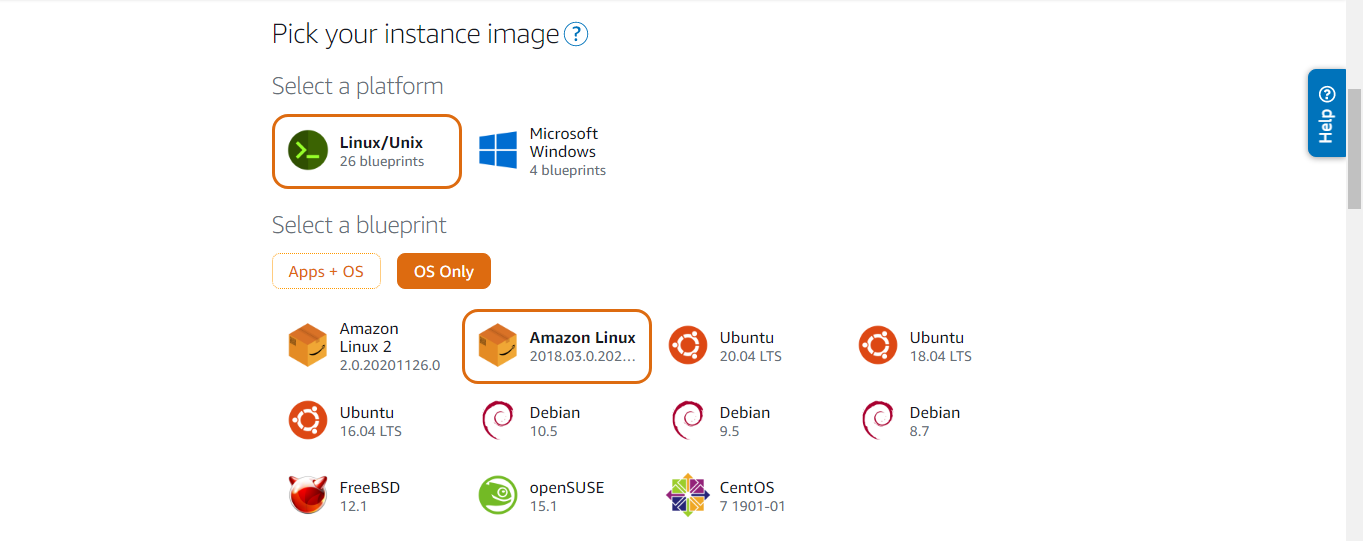 Pick your instance image ?
Select a platform
Linux/Unix
26 blueprints
Microsoft
Windows
4 blueprints
Help ?
Select a blueprint
Apps + OS
OS Only
Amazon
Linux 2
2.0.20201126.0
Amazon Linux
2018.03.0.202...
Ubuntu
20.04 LTS
Ubuntu
18.04 LTS
Ubuntu
16.04 LTS
Debian
10.5
Debian
9.5
Debian
8.7
FreeBSD
12.1
openSUSE
15.1
CentOS
7 1901-01